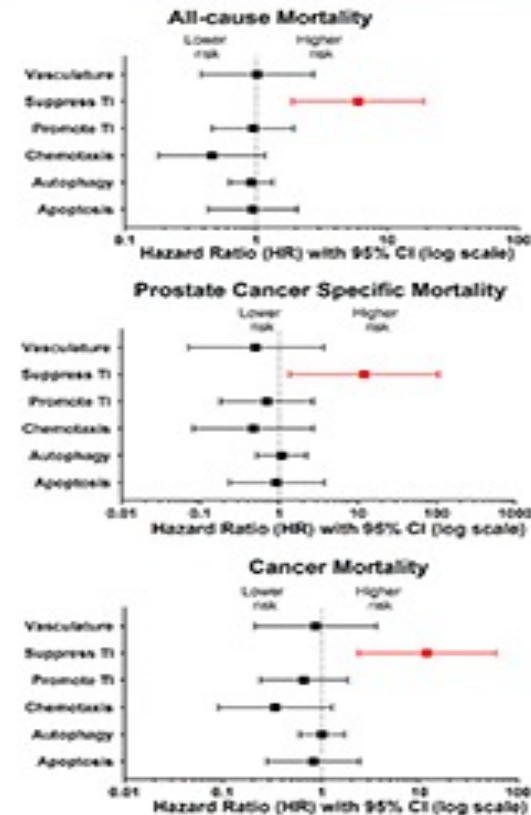 All-cause Mortality
Lower risk
Higher risk
Vasculature
Suppress TI
Promote TI
Chemotaxis
Autophagy
Apoptosis
0.1 1 10 100
Hazard Ratio (HR) with 95% CI (log scale)
Prostate Cancer Specific Mortality
Lower risk
Higher risk
Vasculature
Suppress TI
Promote TI
Chemotaxis
Autophagy
Apoptosis
0.01 0.1 1 10 100 1000
Hazard Ratio (HR) with 95% CI (log scale)
Cancer Mortality
Lower risk
Higher risk
Vasculature
Suppress TI
Promote TI
Chemotaxis
Autophagy
Apoptosis
0.01 0.1 1 10 100
Hazard Ratio (HR) with 95% CI (log scale)